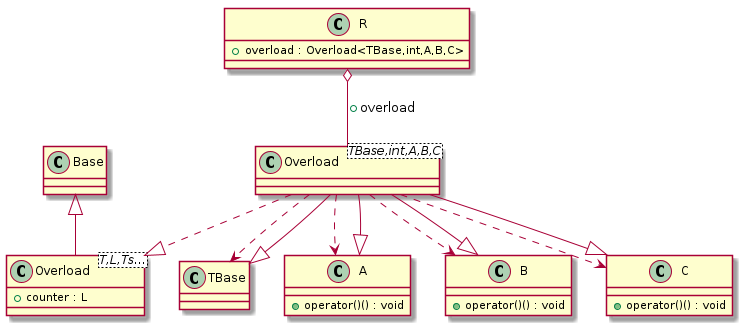 C R
overload : Overload<TBase,int,A,B,C>
+overload
C Base
C Overload
TBase,int,A,B,C
C Overload
T,L,Ts...
counter : L
C TBase
C A
operator()() : void
C B
operator()() : void
C C
operator()() : void